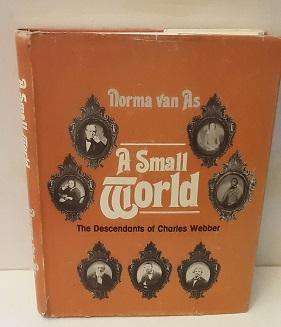 Norma van As
A Small
World
The Descendants of Charles Webber
A Small World